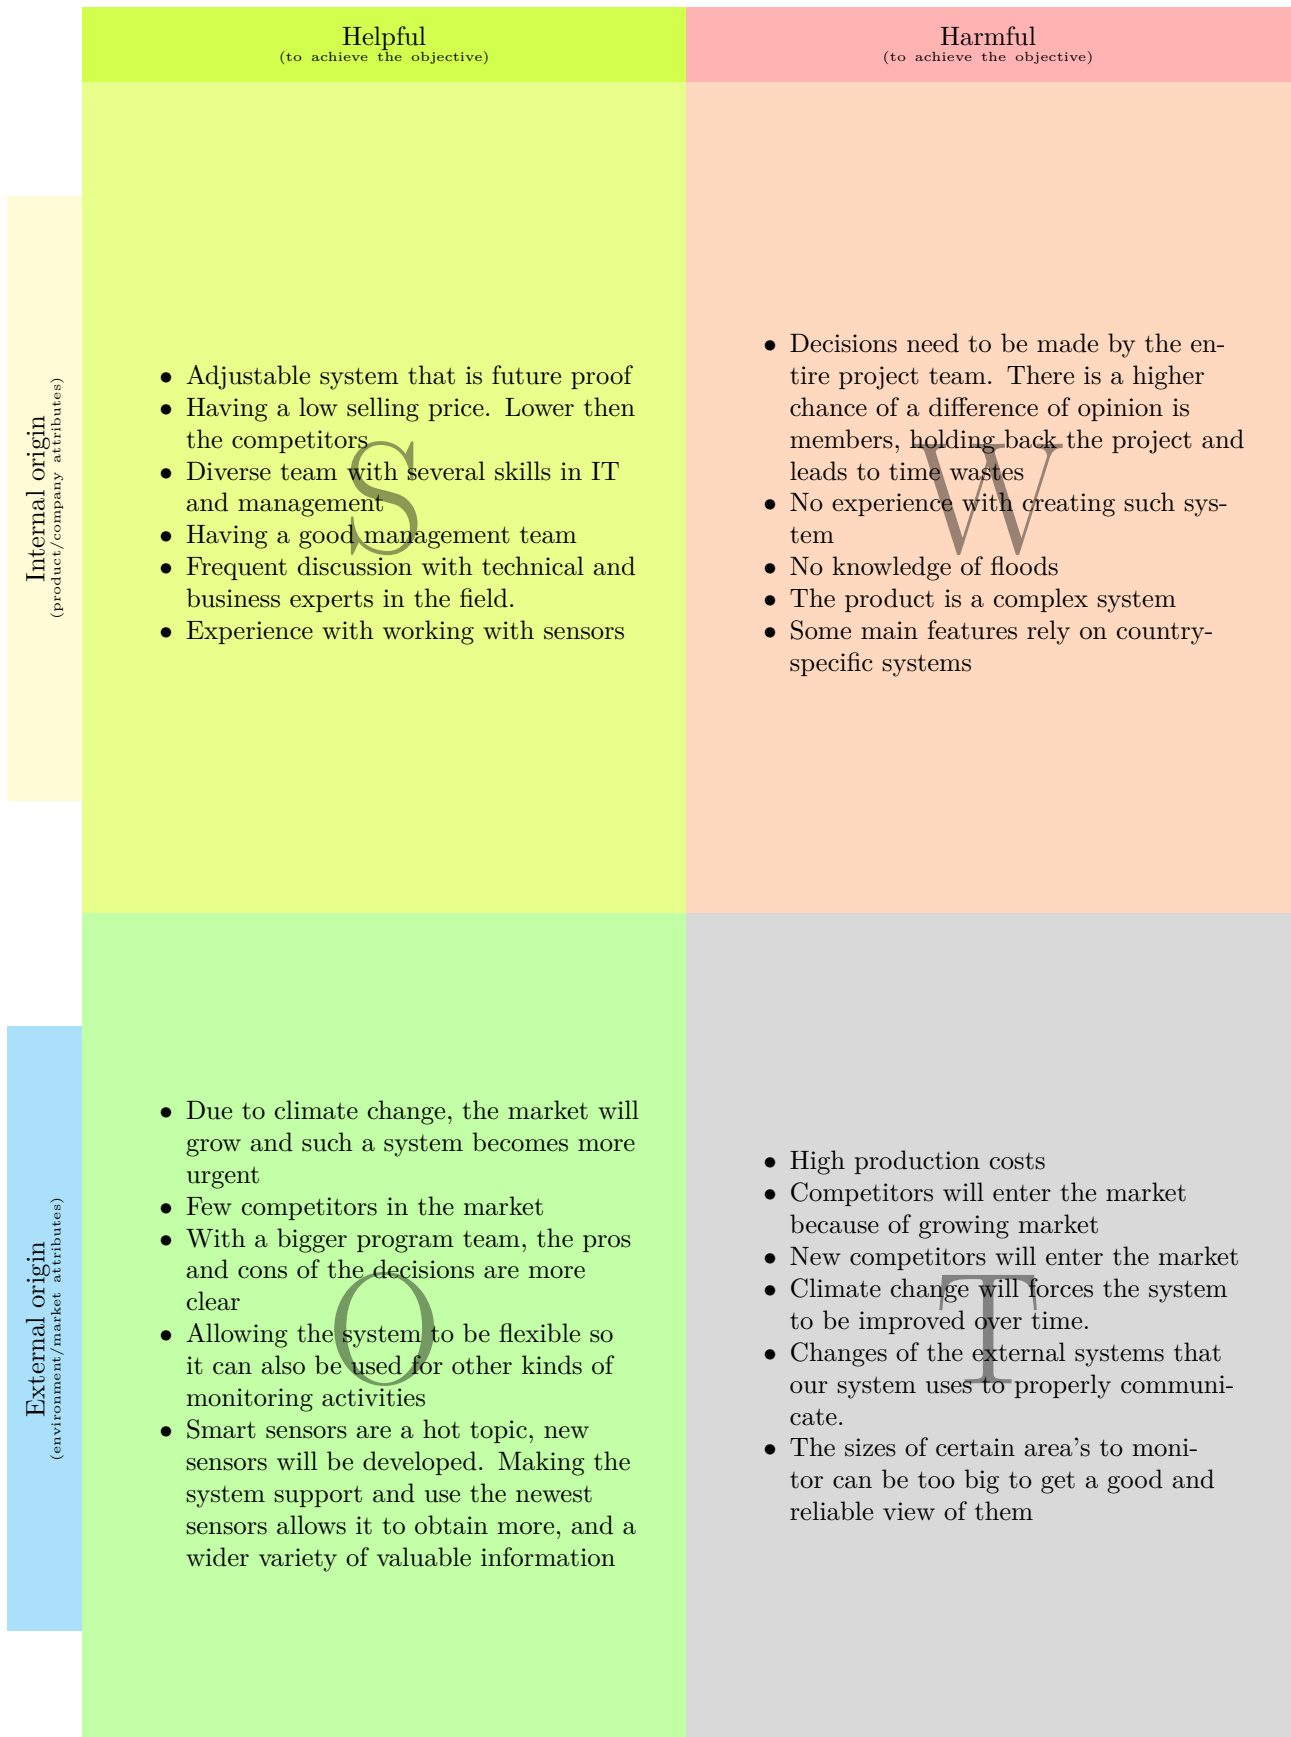 Helpful
(to achieve the objective)
Harmful
(to achieve the objective)
Internal origin
(product/company attributes)
S
• Adjustable system that is future proof
• Having a low selling price. Lower then
the competitors
• Diverse team with several skills in IT
and management
• Having a good management team
• Frequent discussion with technical and
business experts in the field.
• Experience with working with sensors
W
• Decisions need to be made by the en-
tire project team. There is a higher
chance of a difference of opinion is
members, holding back the project and
leads to time wastes
• No experience with creating such sys-
tem
• No knowledge of floods
• The product is a complex system
• Some main features rely on country-
specific systems
External origin
(environment/market attributes)
O
• Due to climate change, the market will
grow and such a system becomes more
urgent
• Few competitors in the market
• With a bigger program team, the pros
and cons of the decisions are more
clear
• Allowing the system to be flexible so
it can also be used for other kinds of
monitoring activities
• Smart sensors are a hot topic, new
sensors will be developed. Making the
system support and use the newest
sensors allows it to obtain more, and a
wider variety of valuable information
T
• High production costs
• Competitors will enter the market
because of growing market
• New competitors will enter the market
• Climate change will forces the system
to be improved over time.
• Changes of the external systems that
our system uses to properly communi-
cate.
• The sizes of certain area's to moni-
tor can be too big to get a good and
reliable view of them